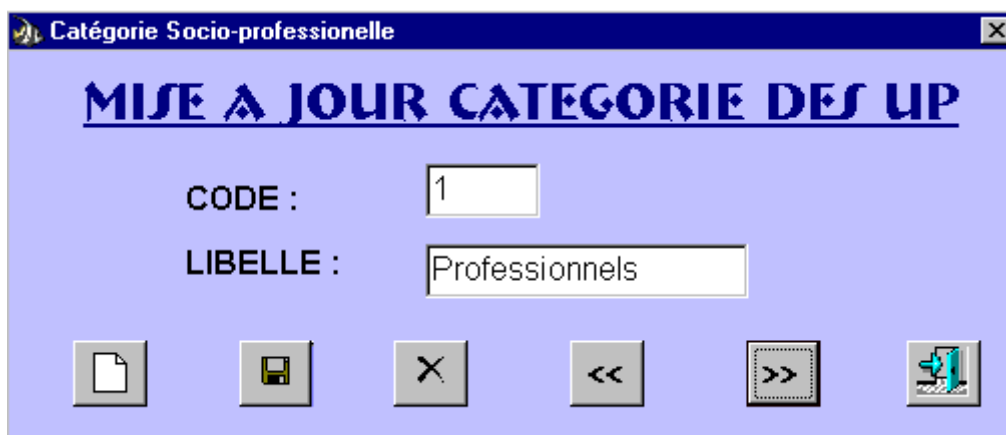 Catégorie Socio-professionelle
MISE A JOUR CATEGORIE DES UP
CODE : 1
LIBELLE : Professionnels
<< >>